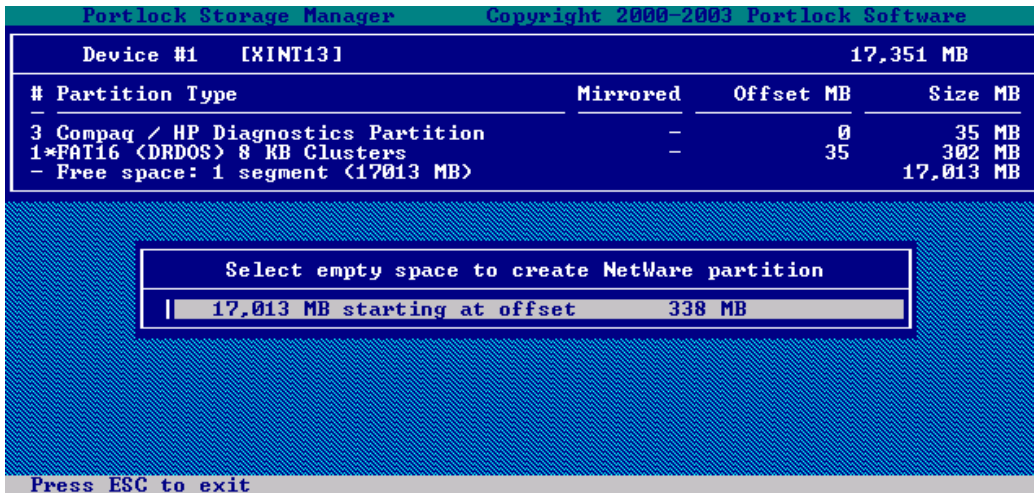 Portlock Storage Manager Copyright 2000-2003 Portlock Software
Device #1 [XINT13] 17,351 MB
# Partition Type Mirrored Offset MB Size MB
3 Compaq / HP Diagnostics Partition - 0 35 MB
1*FAT16 (DRDOS) 8 KB Clusters - 35 302 MB
- Free space: 1 segment (17013 MB) 17,013 MB
Select empty space to create NetWare partition
17,013 MB starting at offset 338 MB
Press ESC to exit